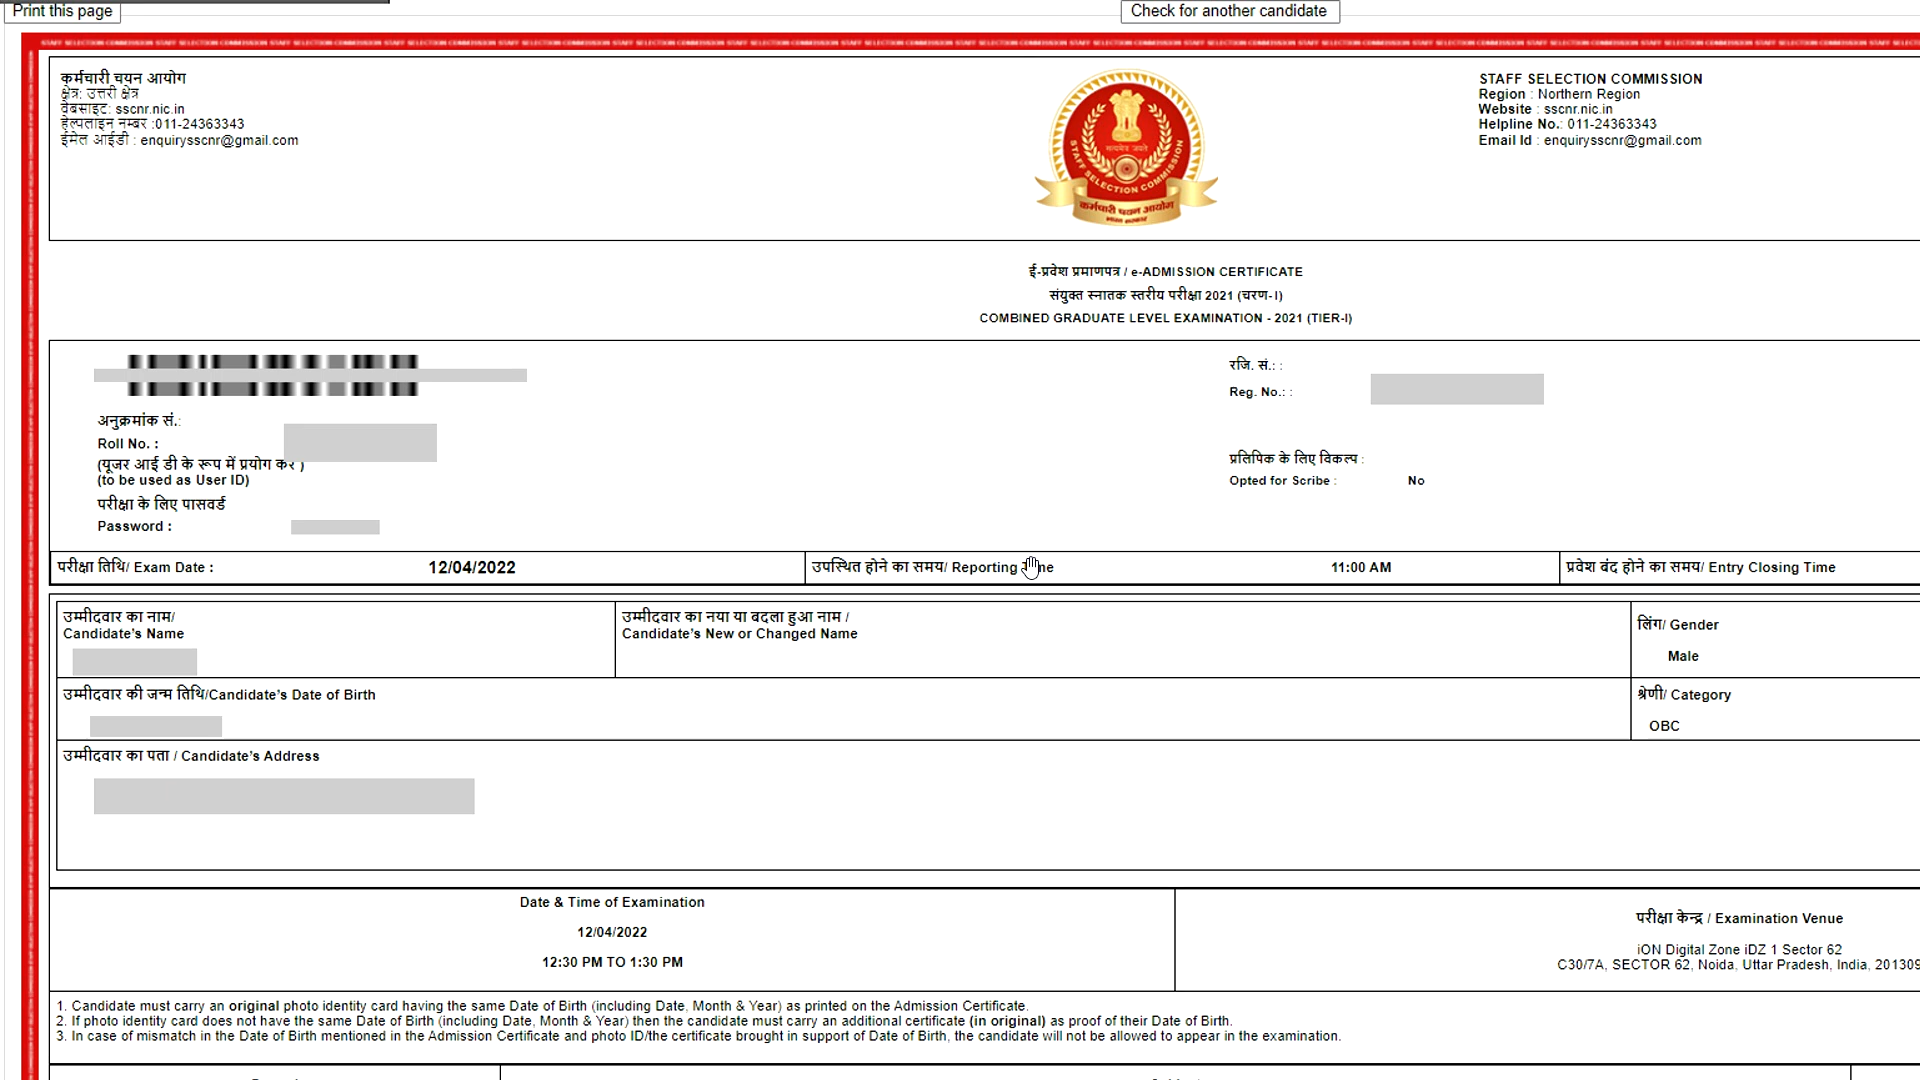 Print this page
Check for another candidate
कर्मचारी चयन आयोग
क्षेत्र: उत्तरी क्षेत्र
वेबसाइट: sscnr.nic.in
हेल्पलाइन नम्बर :011-24363343
ईमेल आईडी : enquirysscnr@gmail.com
सत्यमेव जयते
STAFF SELECTION COMMISSION
कर्मचारी चयन आयोग
भारत सरकार
STAFF SELECTION COMMISSION
Region : Northern Region
Website : sscnr.nic.in
Helpline No.: 011-24363343
Email Id : enquirysscnr@gmail.com
ई-प्रवेश प्रमाणपत्र / e-ADMISSION CERTIFICATE
संयुक्त स्नातक स्तरीय परीक्षा 2021 (चरण-I)
COMBINED GRADUATE LEVEL EXAMINATION - 2021 (TIER-I)
अनुक्रमांक सं.:
Roll No. :
(यूजर आई डी के रूप में प्रयोग करे )
(to be used as User ID)
परीक्षा के लिए पासवर्ड
Password :
रजि. सं.: :
Reg. No.: :
प्रलिपिक के लिए विकल्प :
Opted for Scribe : No
परीक्षा तिथि/ Exam Date : 12/04/2022
उपस्थित होने का समय/ Reporting 11:00 AM
प्रवेश बंद होने का समय/ Entry Closing Time
उम्मीदवार का नाम/
Candidate's Name
उम्मीदवार का नया या बदला हुआ नाम /
Candidate's New or Changed Name
लिंग/ Gender
Male
उम्मीदवार की जन्म तिथि/Candidate's Date of Birth
श्रेणी/ Category
OBC
उम्मीदवार का पता / Candidate's Address
Date & Time of Examination
12/04/2022
12:30 PM TO 1:30 PM
परीक्षा केन्द्र / Examination Venue
iON Digital Zone iDZ 1 Sector 62
C30/7A, SECTOR 62, Noida, Uttar Pradesh, India, 201309
1. Candidate must carry an original photo identity card having the same Date of Birth (including Date, Month & Year) as printed on the Admission Certificate.
2. If photo identity card does not have the same Date of Birth (including Date, Month & Year) then the candidate must carry an additional certificate (in original) as proof of their Date of Birth.
3. In case of mismatch in the Date of Birth mentioned in the Admission Certificate and photo ID/the certificate brought in support of Date of Birth, the candidate will not be allowed to appear in the examination.